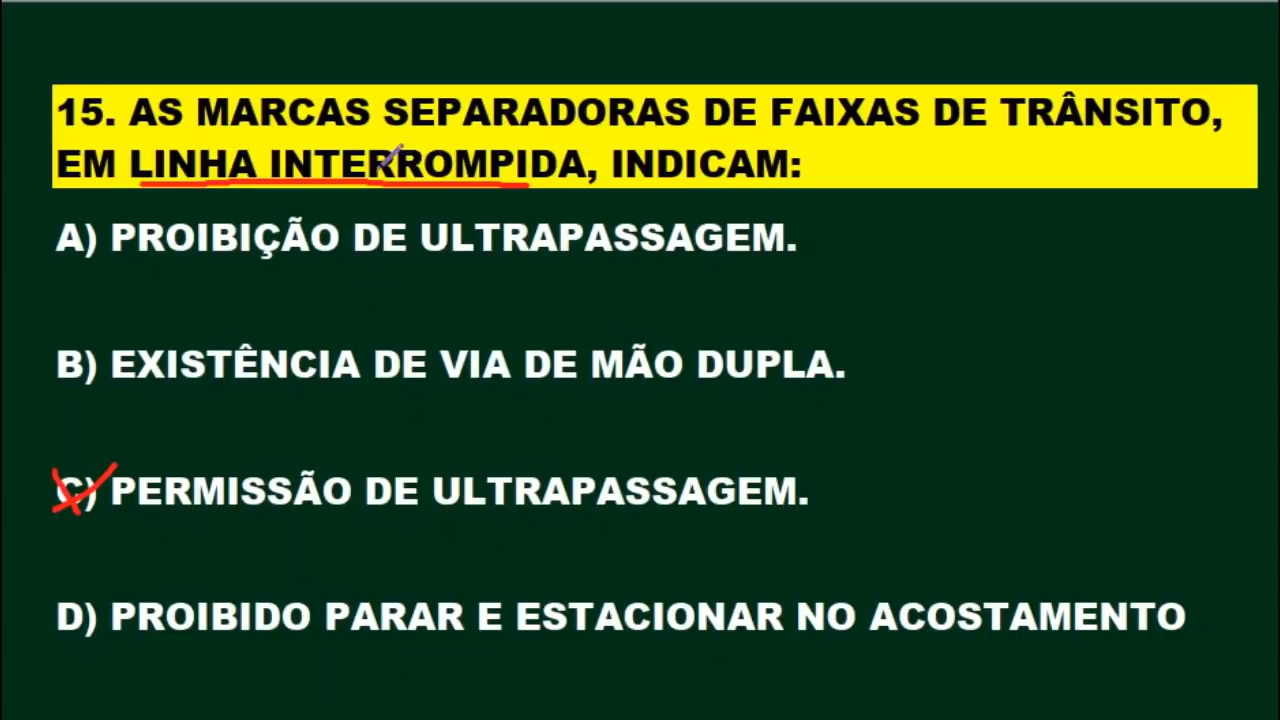 15. AS MARCAS SEPARADORAS DE FAIXAS DE TRÂNSITO,
EM LINHA INTERROMPIDA, INDICAM:
A) PROIBIÇÃO DE ULTRAPASSAGEM.
B) EXISTÊNCIA DE VIA DE MÃO DUPLA.
C) PERMISSÃO DE ULTRAPASSAGEM.
D) PROIBIDO PARAR E ESTACIONAR NO ACOSTAMENTO